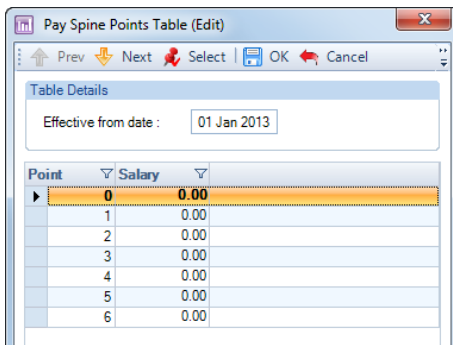 Pay Spine Points Table (Edit)
Prev Next Select OK Cancel
Table Details
Effective from date : 01 Jan 2013
Point Salary
0 0.00
1 0.00
2 0.00
3 0.00
4 0.00
5 0.00
6 0.00